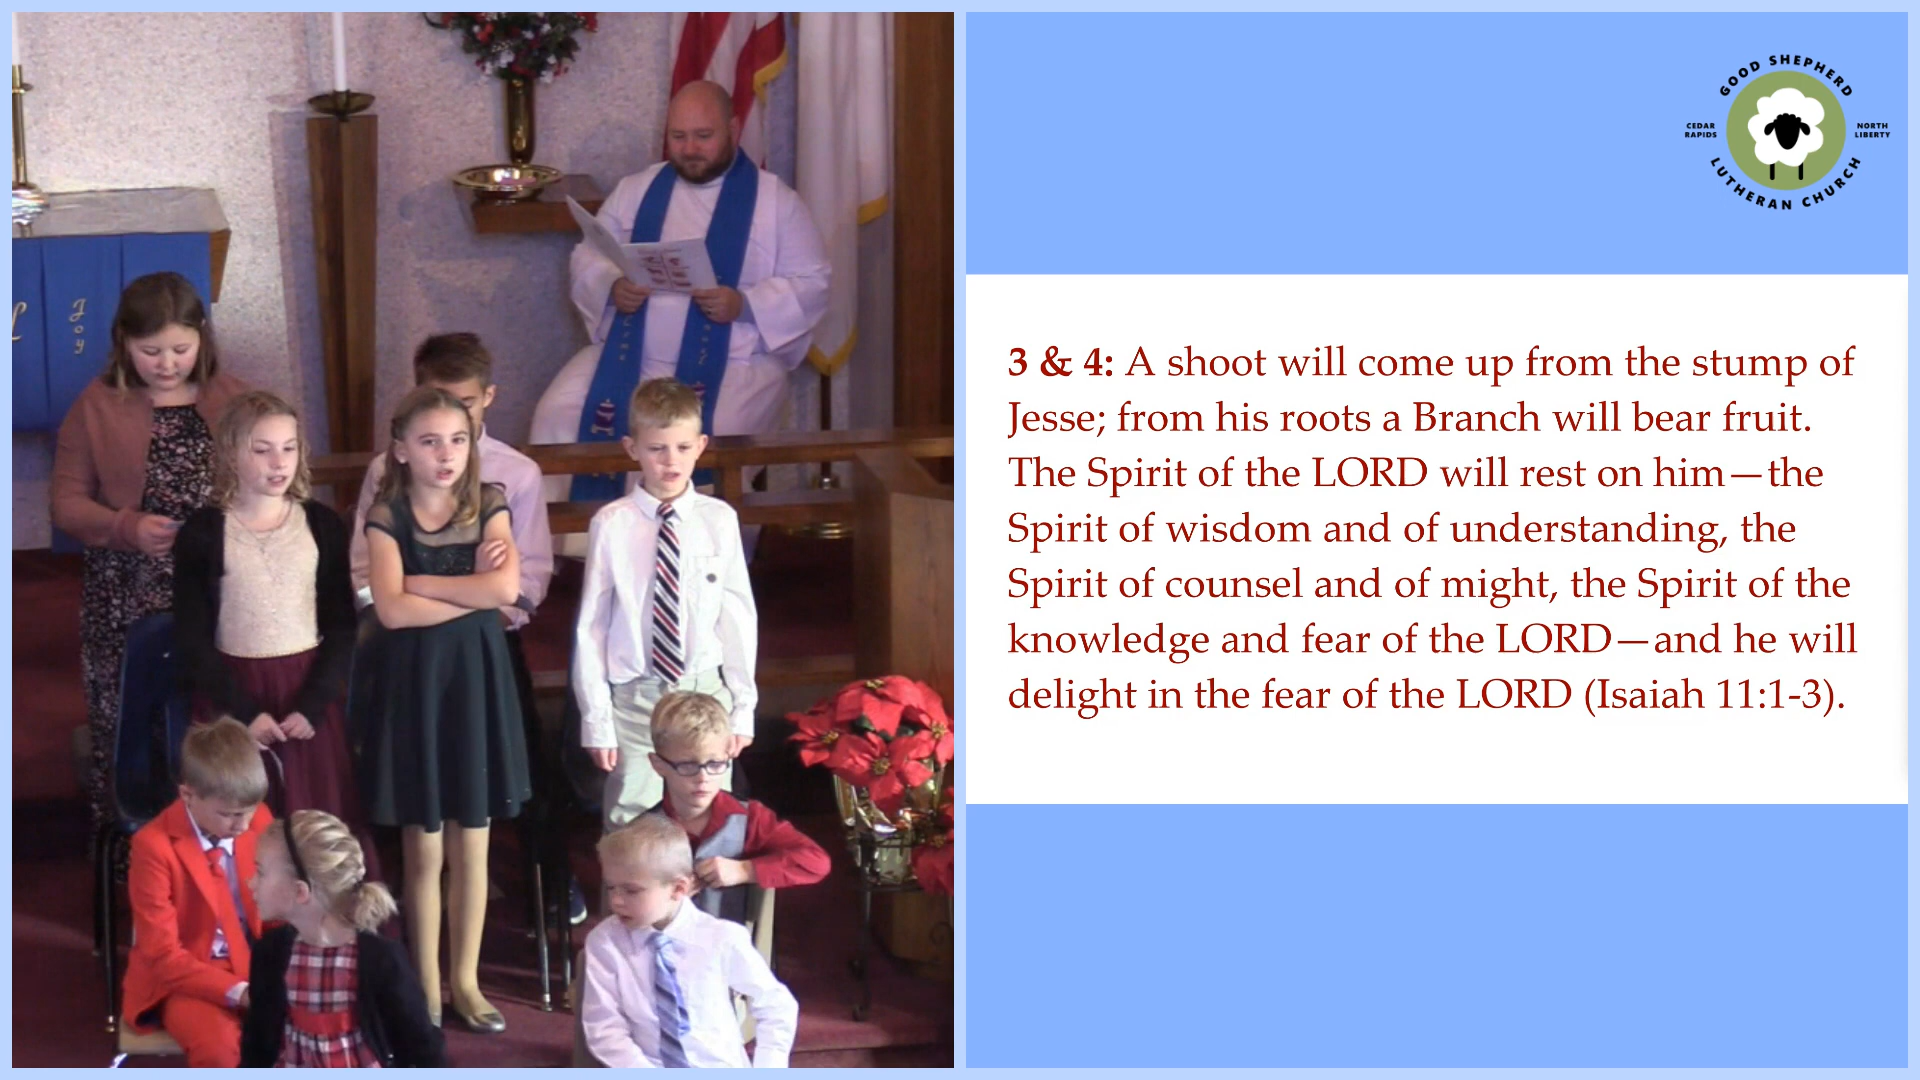 GOOD SHEPHERD
CEDAR
RAPIDS
NORTH
LIBERTY
LUTHERAN CHURCH
Joy
3 & 4: A shoot will come up from the stump of
Jesse; from his roots a Branch will bear fruit.
The Spirit of the LORD will rest on him—the
Spirit of wisdom and of understanding, the
Spirit of counsel and of might, the Spirit of the
knowledge and fear of the LORD—and he will
delight in the fear of the LORD (Isaiah 11:1-3).